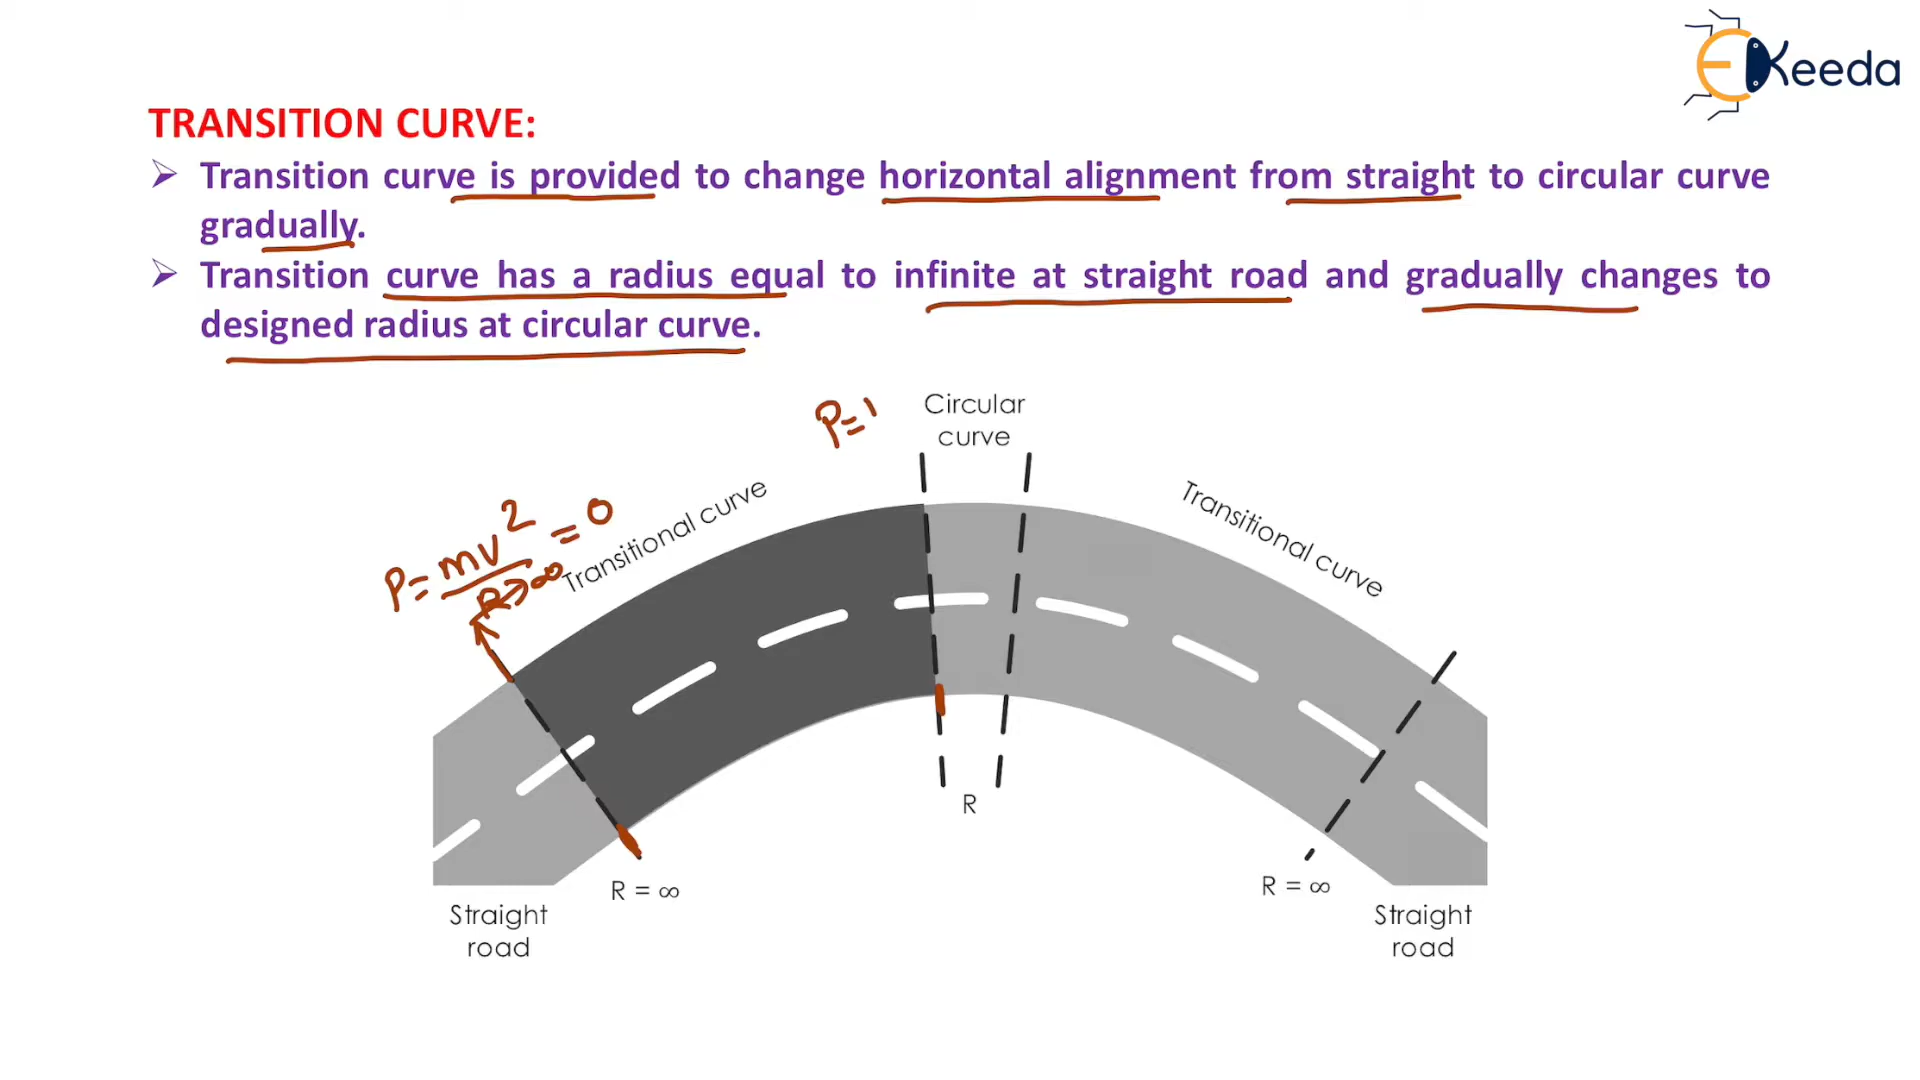 EKeeda
TRANSITION CURVE:
➢ Transition curve is provided to change horizontal alignment from straight to circular curve
gradually.
➢ Transition curve has a radius equal to infinite at straight road and gradually changes to
designed radius at circular curve.
P=
Circular
curve
Transitional curve
Transitional curve
P=mv²/R→∞ =0
R
R = ∞
R = ∞
Straight
road
Straight
road